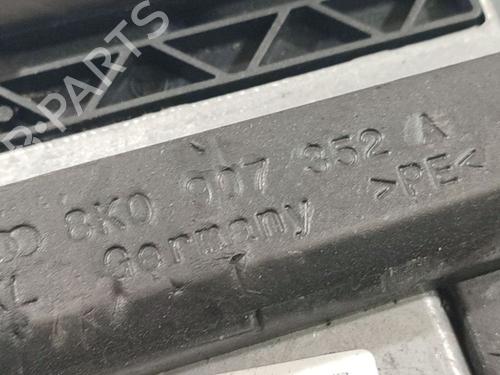 PARTS
8K0 907 352 A
Germany >PE<